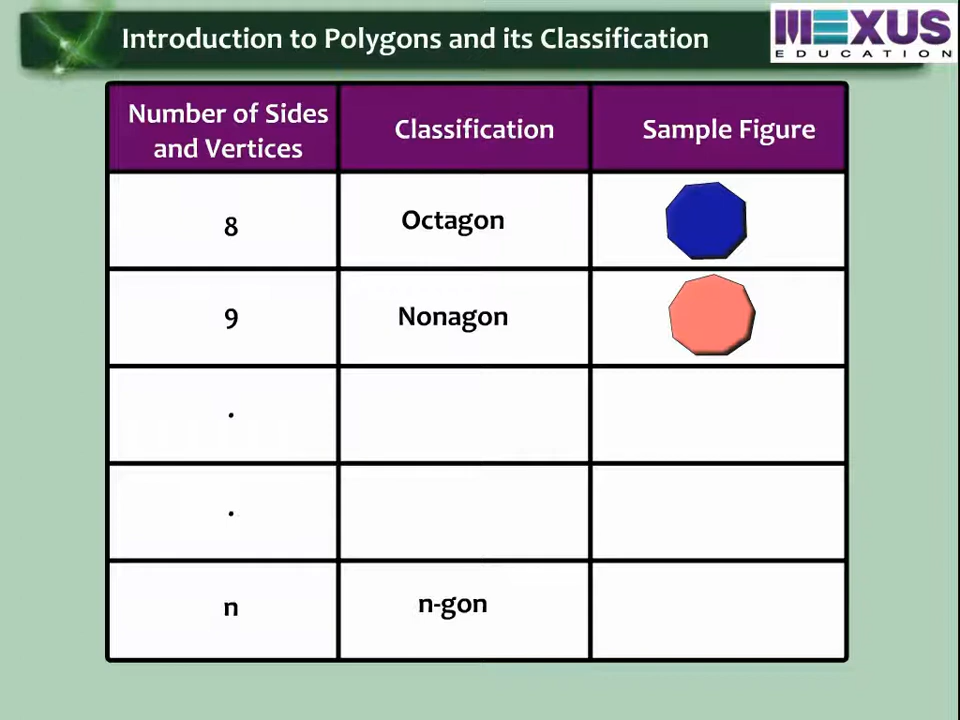 Introduction to Polygons and its Classification
MEXUS
EDUCATION
Number of Sides
and Vertices
Classification
Sample Figure
8
Octagon
9
Nonagon
.
.
n
n-gon